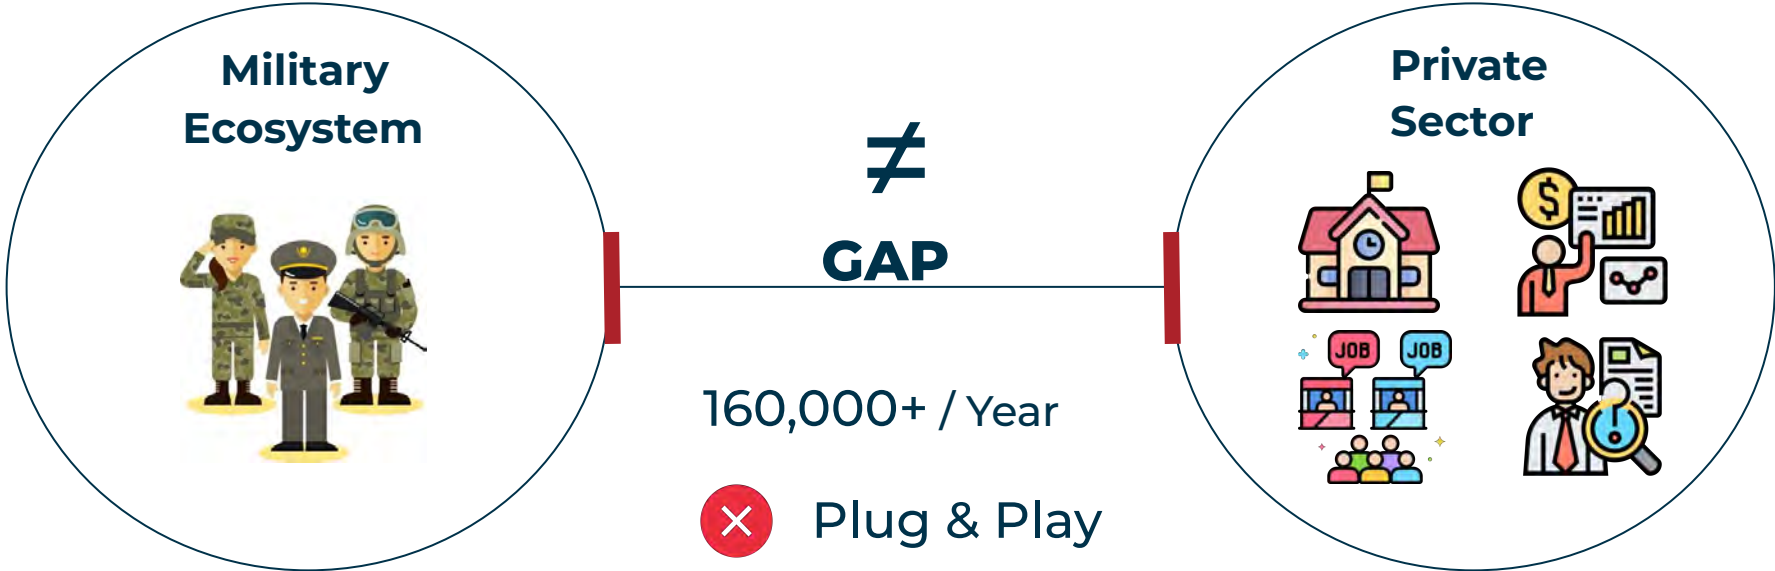 Military
Ecosystem
≠
GAP
160,000+ / Year
Plug & Play
Private
Sector
$
JOB
JOB